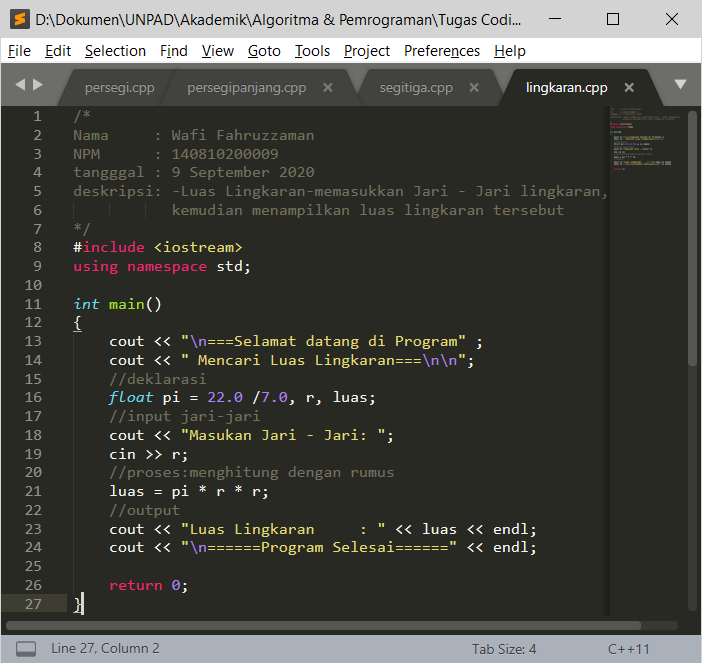 D:\Dokumen\UNPAD\Akademik\Algoritma & Pemrograman\Tugas Codi...
File Edit Selection Find View Goto Tools Project Preferences Help
persegi.cpp persegipanjang.cpp × segitiga.cpp × lingkaran.cpp ×
1 /*
2 Nama     : Wafi Fahruzzaman
3 NPM      : 140810200009
4 tangggal : 9 September 2020
5 deskripsi: -Luas Lingkaran-memasukkan Jari - Jari lingkaran,
6            kemudian menampilkan luas lingkaran tersebut
7 */
8 #include <iostream>
9 using namespace std;
10
11 int main()
12 {
13     cout << "\n===Selamat datang di Program" ;
14     cout << " Mencari Luas Lingkaran===\n\n";
15     //deklarasi
16     float pi = 22.0 /7.0, r, luas;
17     //input jari-jari
18     cout << "Masukan Jari - Jari: ";
19     cin >> r;
20     //proses:menghitung dengan rumus
21     luas = pi * r * r;
22     //output
23     cout << "Luas Lingkaran     : " << luas << endl;
24     cout << "\n======Program Selesai======" << endl;
25
26     return 0;
27 }
Line 27, Column 2 Tab Size: 4 C++11